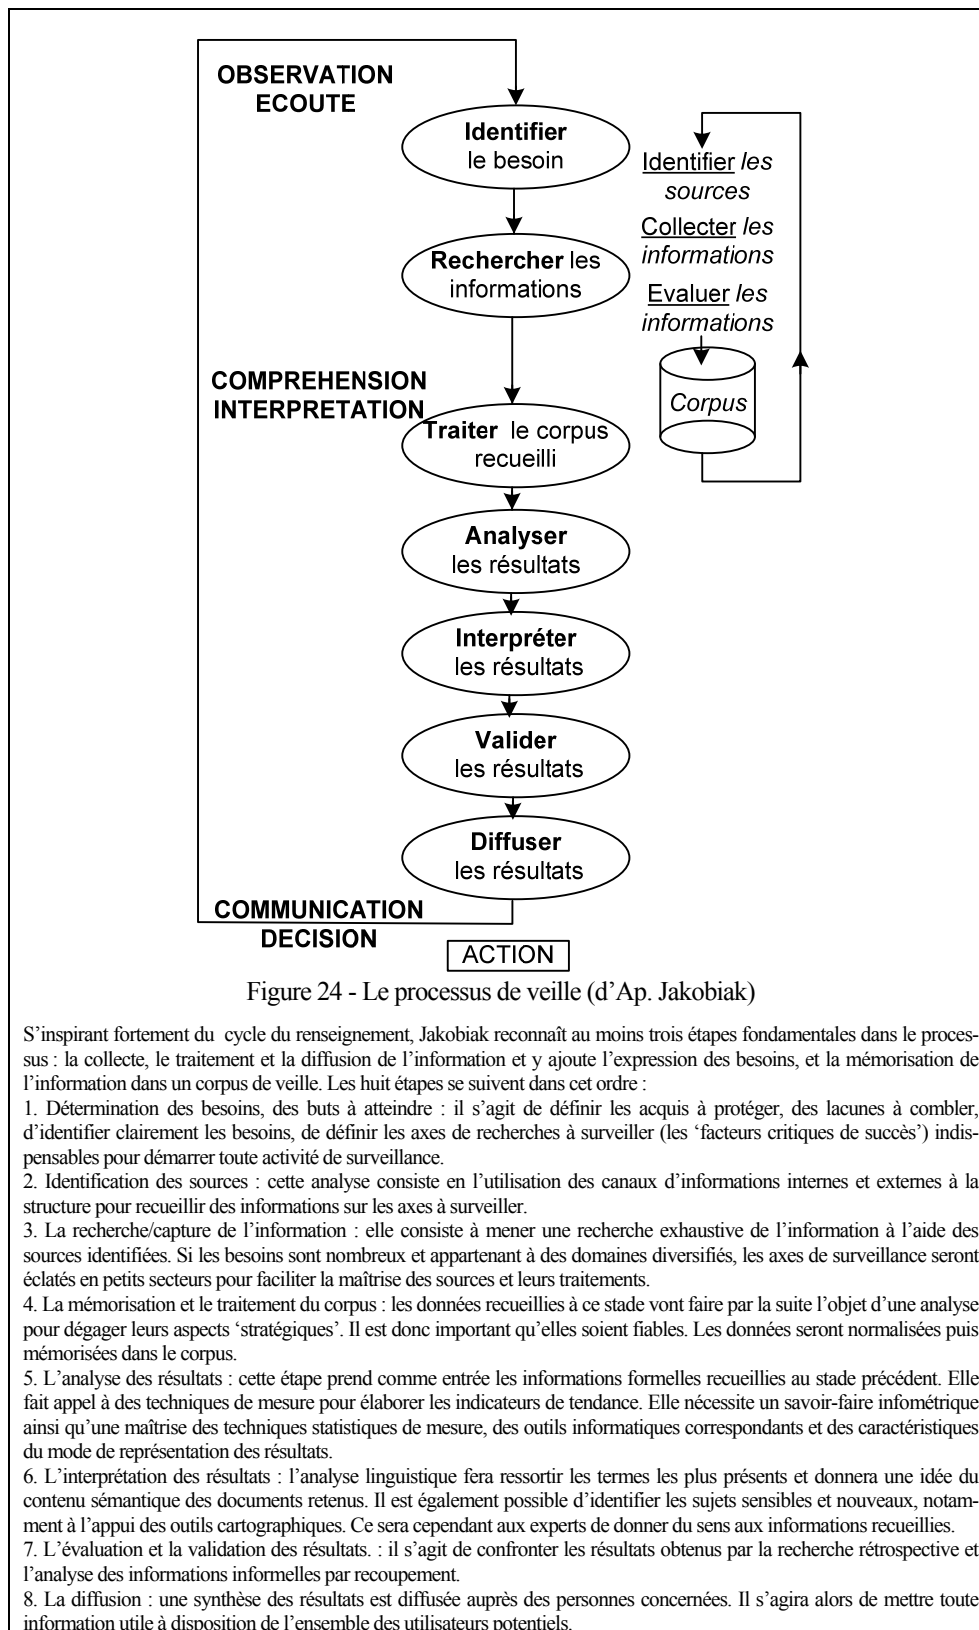 OBSERVATION
ECOUTE
Identifier
le besoin
Rechercher les
informations
Identifier les
sources
Collecter les
informations
Evaluer les
informations
Corpus
COMPREHENSION
INTERPRETATION
Traiter le corpus
recueilli
Analyser
les résultats
Interpréter
les résultats
Valider
les résultats
Diffuser
les résultats
COMMUNICATION
DECISION
ACTION
Figure 24 - Le processus de veille (d’Ap. Jakobiak)
S’inspirant fortement du cycle du renseignement, Jakobiak reconnaît au moins trois étapes fondamentales dans le proces-
sus : la collecte, le traitement et la diffusion de l’information et y ajoute l’expression des besoins, et la mémorisation de
l’information dans un corpus de veille. Les huit étapes se suivent dans cet ordre :
1. Détermination des besoins, des buts à atteindre : il s’agit de définir les acquis à protéger, des lacunes à combler,
d’identifier clairement les besoins, de définir les axes de recherches à surveiller (les ‘facteurs critiques de succès’) indis-
pensables pour démarrer toute activité de surveillance.
2. Identification des sources : cette analyse consiste en l’utilisation des canaux d’informations internes et externes à la
structure pour recueillir des informations sur les axes à surveiller.
3. La recherche/capture de l’information : elle consiste à mener une recherche exhaustive de l’information à l’aide des
sources identifiées. Si les besoins sont nombreux et appartenant à des domaines diversifiés, les axes de surveillance seront
éclatés en petits secteurs pour faciliter la maîtrise des sources et leurs traitements.
4. La mémorisation et le traitement du corpus : les données recueillies à ce stade vont faire par la suite l’objet d’une analyse
pour dégager leurs aspects ‘stratégiques’. Il est donc important qu’elles soient fiables. Les données seront normalisées puis
mémorisées dans le corpus.
5. L’analyse des résultats : cette étape prend comme entrée les informations formelles recueillies au stade précédent. Elle
fait appel à des techniques de mesure pour élaborer les indicateurs de tendance. Elle nécessite un savoir-faire infométrique
ainsi qu’une maîtrise des techniques statistiques de mesure, des outils informatiques correspondants et des caractéristiques
du mode de représentation des résultats.
6. L’interprétation des résultats : l’analyse linguistique fera ressortir les termes les plus présents et donnera une idée du
contenu sémantique des documents retenus. Il est également possible d’identifier les sujets sensibles et nouveaux, notam-
ment à l’appui des outils cartographiques. Ce sera cependant aux experts de donner du sens aux informations recueillies.
7. L’évaluation et la validation des résultats. : il s’agit de confronter les résultats obtenus par la recherche rétrospective et
l’analyse des informations informelles par recoupement.
8. La diffusion : une synthèse des résultats est diffusée auprès des personnes concernées. Il s’agira alors de mettre toute
information utile à disposition de l’ensemble des utilisateurs potentiels.